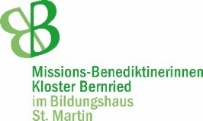 Missions-Benediktinerinnen
Kloster Bernried
im Bildungshaus
St. Martin